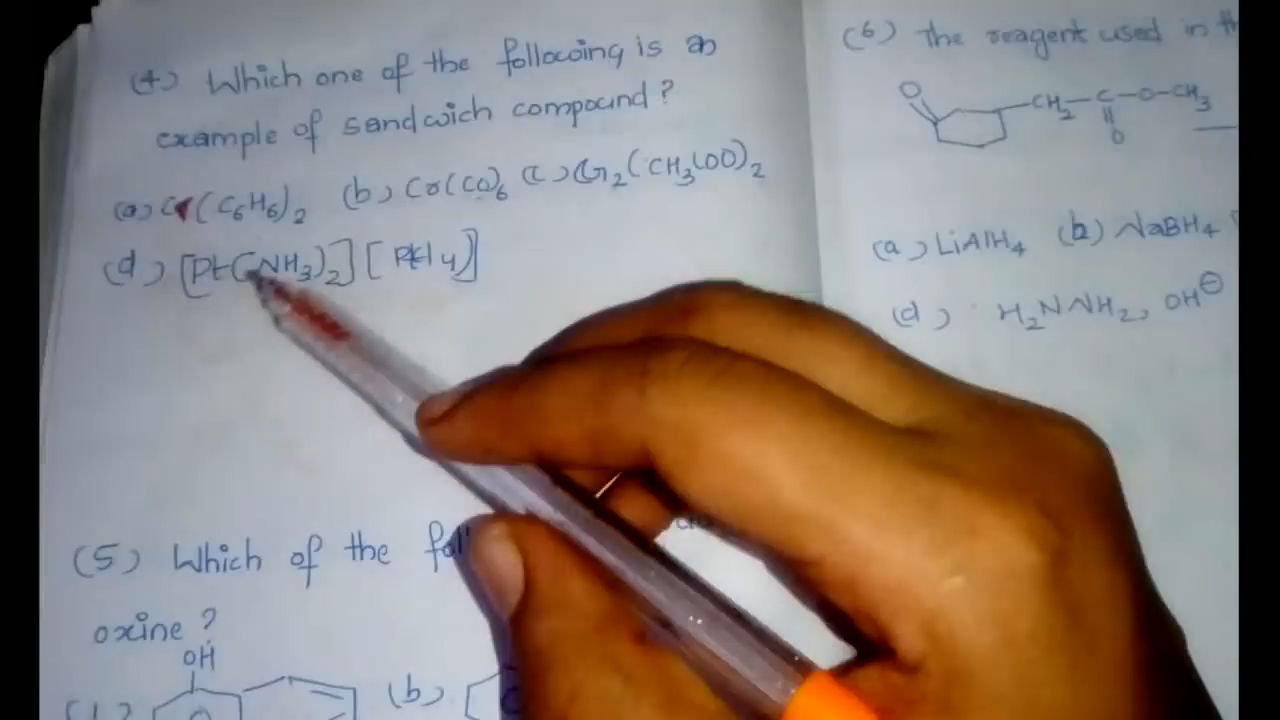 (4) Which one of the following is an
example of sandwich compound?
(a) Cr(C6H6)2 (b) Cr(CO)6 (c) Cr2(CH3COO)2
(d) [Pt(NH3)2] [PtCl4]
(5) Which of the
oxine?
OH
(b)
(6) The reagent used in
O
CH2-C-O-CH3
O
(a) LiAlH4 (b) NaBH4
(d) H2NNH2, OH⊖